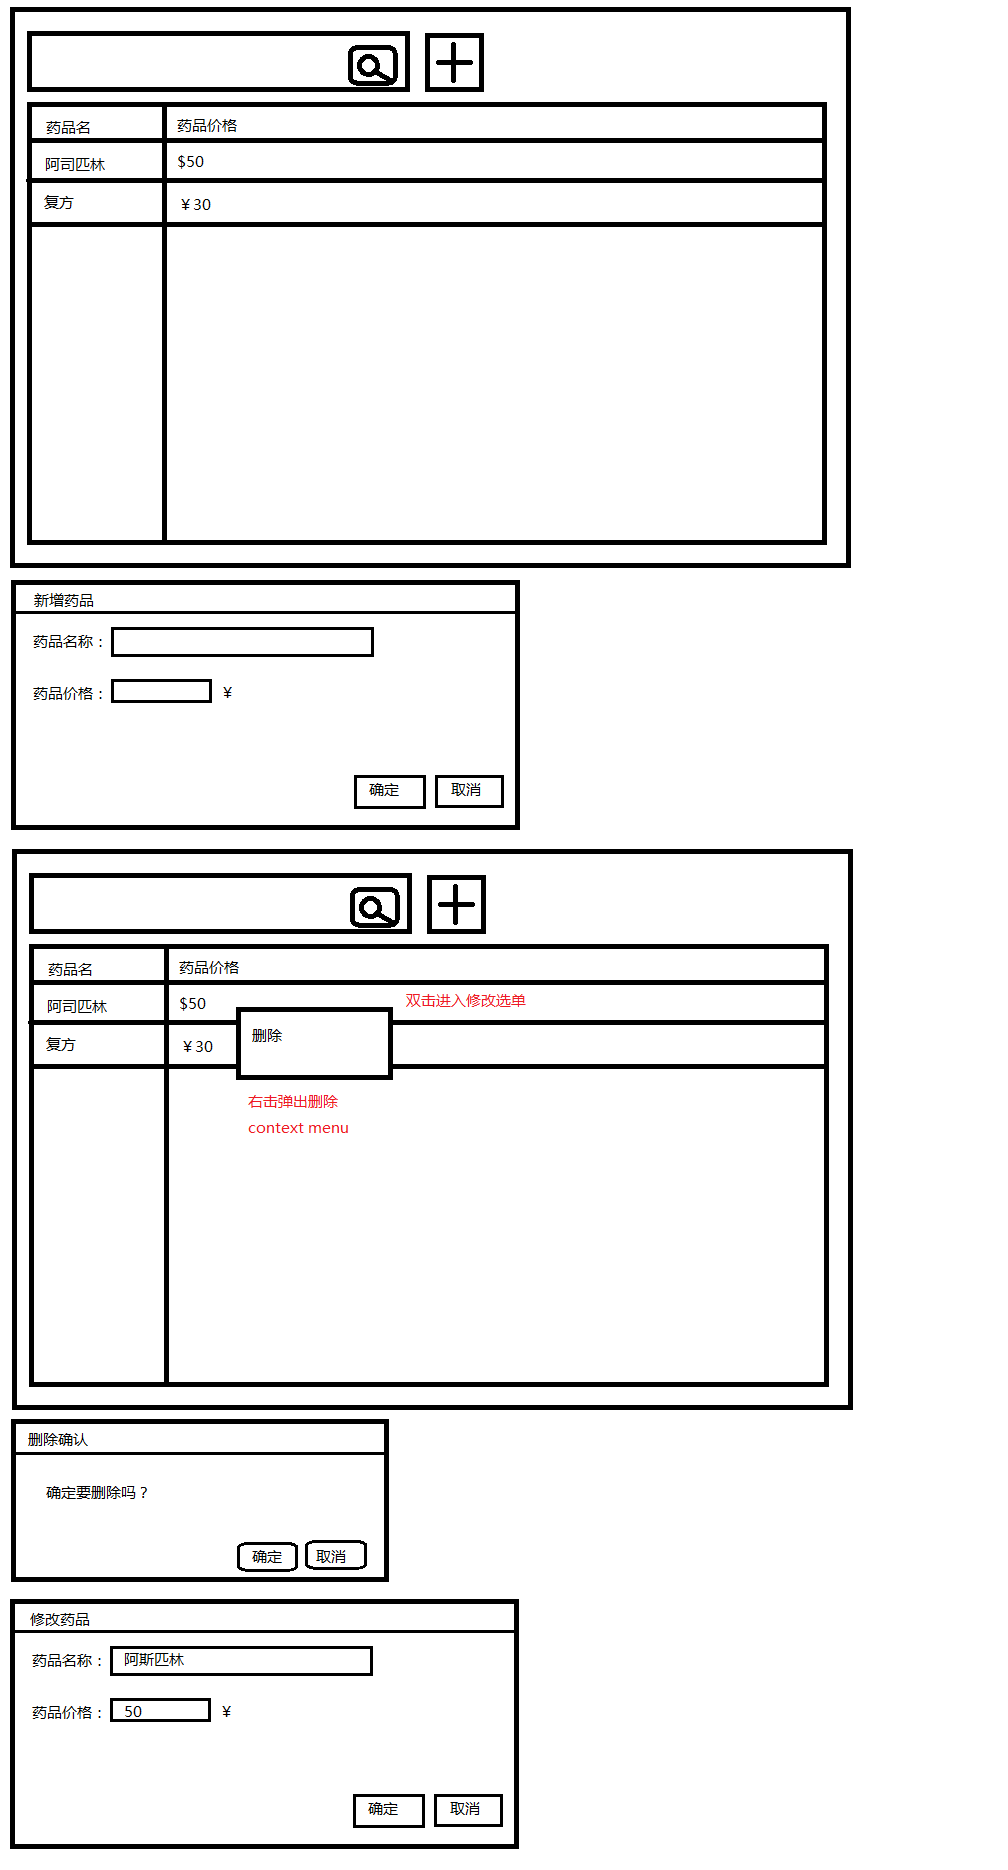 药品名 药品价格
阿司匹林 $50
复方 ￥30
新增药品
药品名称：
药品价格： ¥
确定 取消
药品名 药品价格
阿司匹林 $50 双击进入修改选单
复方 ￥30 删除
右击弹出删除
context menu
删除确认
确定要删除吗？
确定 取消
修改药品
药品名称： 阿斯匹林
药品价格： 50 ¥
确定 取消